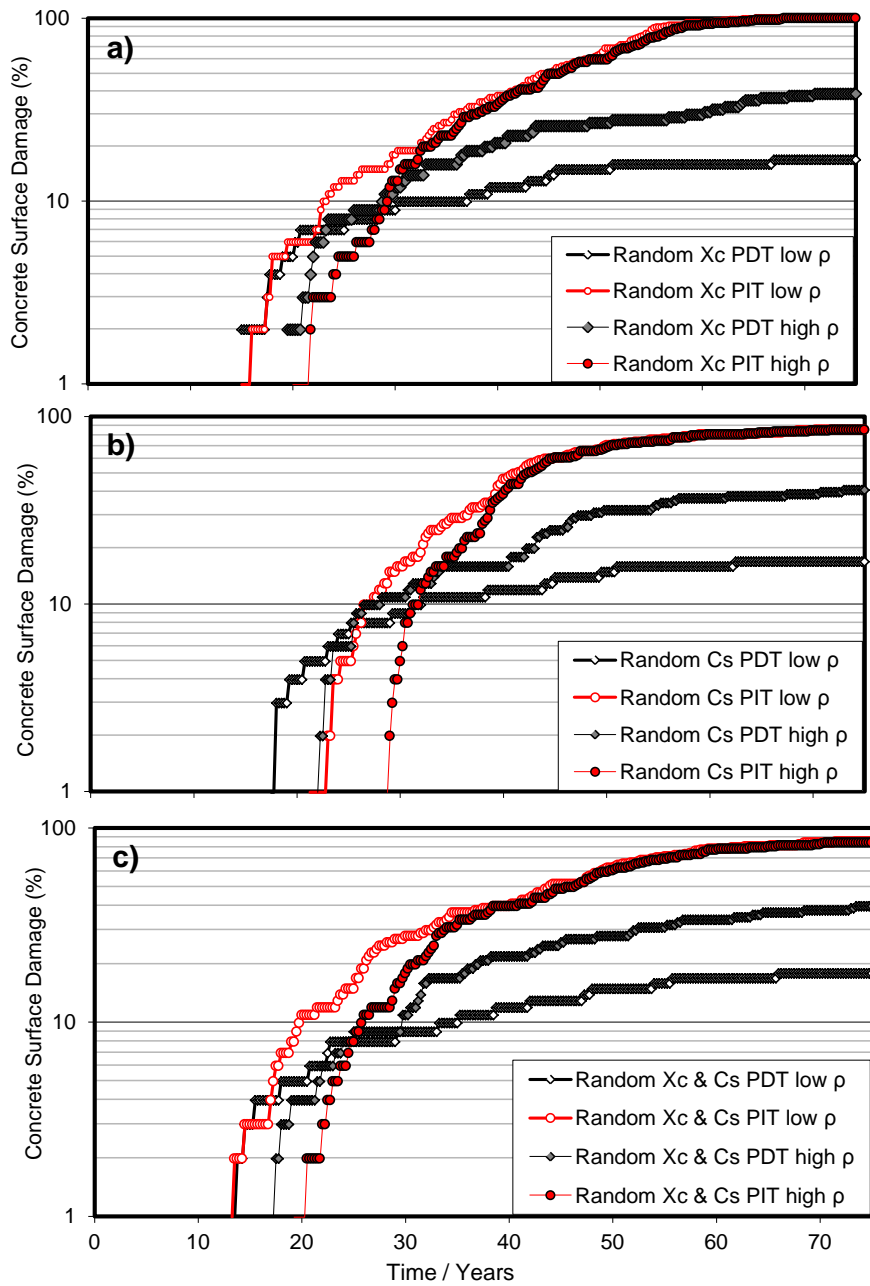 100
10
1
Concrete Surface Damage (%)
a)
Random Xc PDT low ρ
Random Xc PIT low ρ
Random Xc PDT high ρ
Random Xc PIT high ρ
100
10
1
Concrete Surface Damage (%)
b)
Random Cs PDT low ρ
Random Cs PIT low ρ
Random Cs PDT high ρ
Random Cs PIT high ρ
100
10
1
Concrete Surface Damage (%)
c)
Random Xc & Cs PDT low ρ
Random Xc & Cs PIT low ρ
Random Xc & Cs PDT high ρ
Random Xc & Cs PIT high ρ
0 10 20 30 40 50 60 70
Time / Years